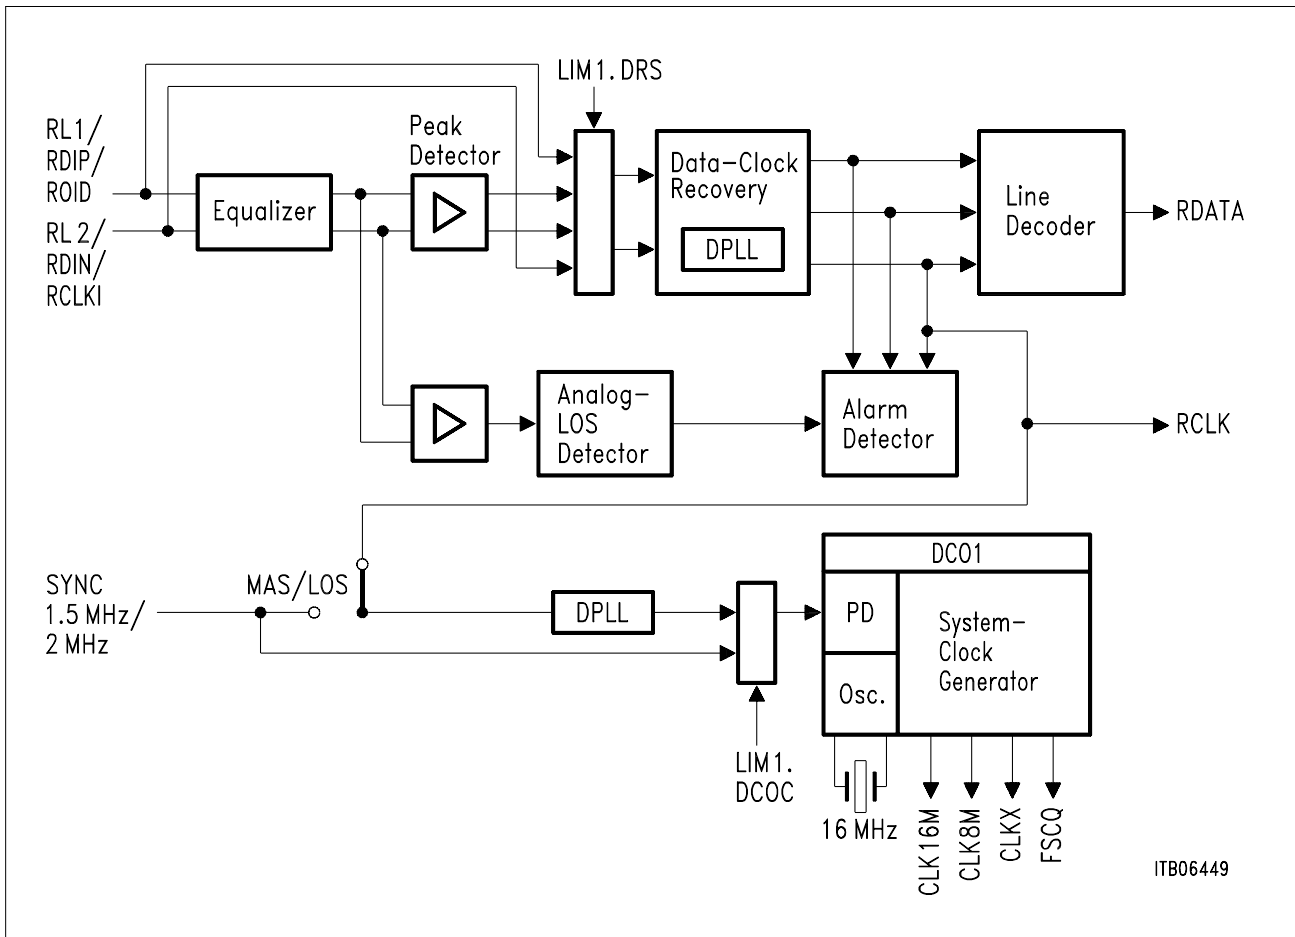 LIM1.DRS
RL1/
RDIP/
ROID
Peak
Detector
Data-Clock
Recovery
DPLL
Line
Decoder
RDATA
Equalizer
RL2/
RDIN/
RCLKI
Analog-
LOS
Detector
Alarm
Detector
RCLK
SYNC
1.5 MHz/
2 MHz
MAS/LOS
DPLL
DCO1
PD
Osc.
System-
Clock
Generator
LIM1.
DCOC
16 MHz
CLK16M
CLK8M
CLKX
FSCQ
ITB06449